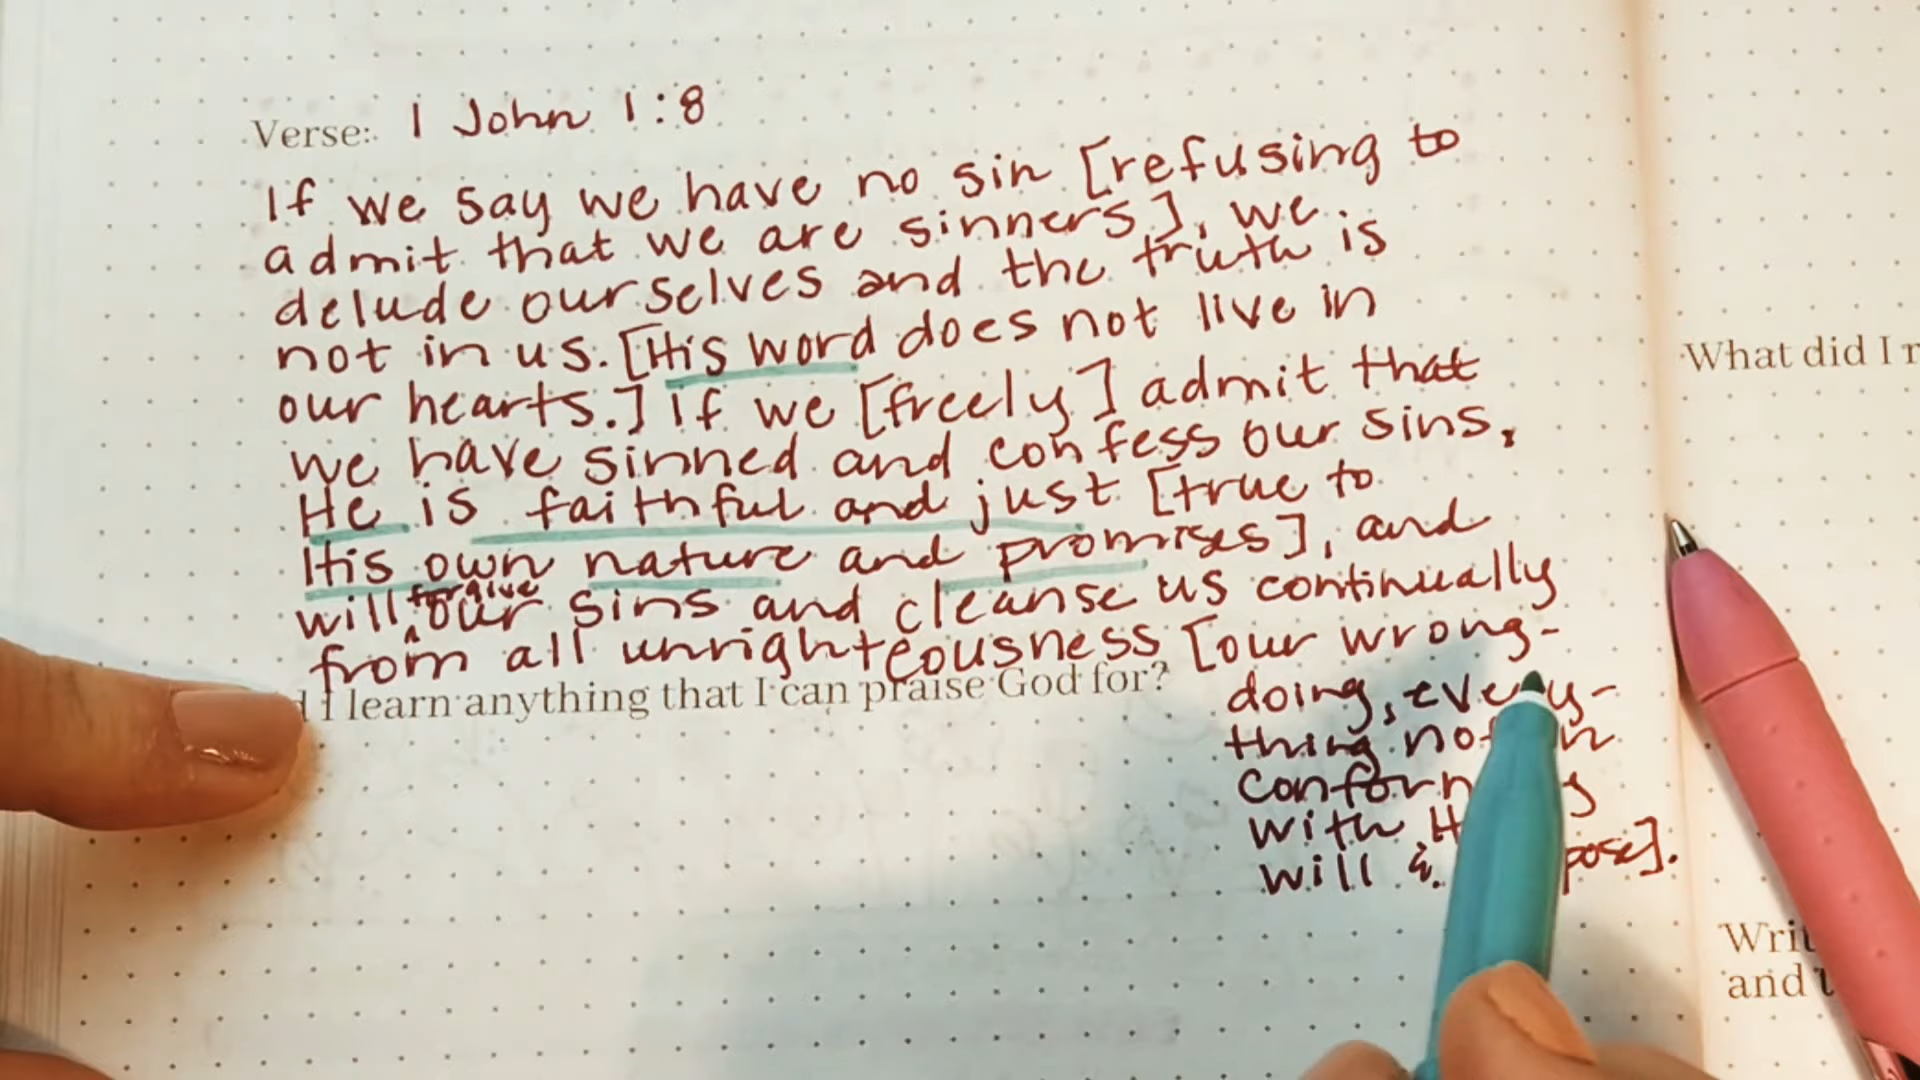 Verse: 1 John 1:8
If we say we have no sin [refusing to
admit that we are sinners], we
delude ourselves and the truth is
not in us. [His word does not live in
our hearts.] If we [freely] admit that
we have sinned and confess our sins,
He is faithful and just [true to
His own nature and promises], and
will forgive our sins and cleanse us continually
from all unrighteousness [our wrong-
I learn anything that I can praise God for?
doing, every-
thing not
with
will &
What did I
and